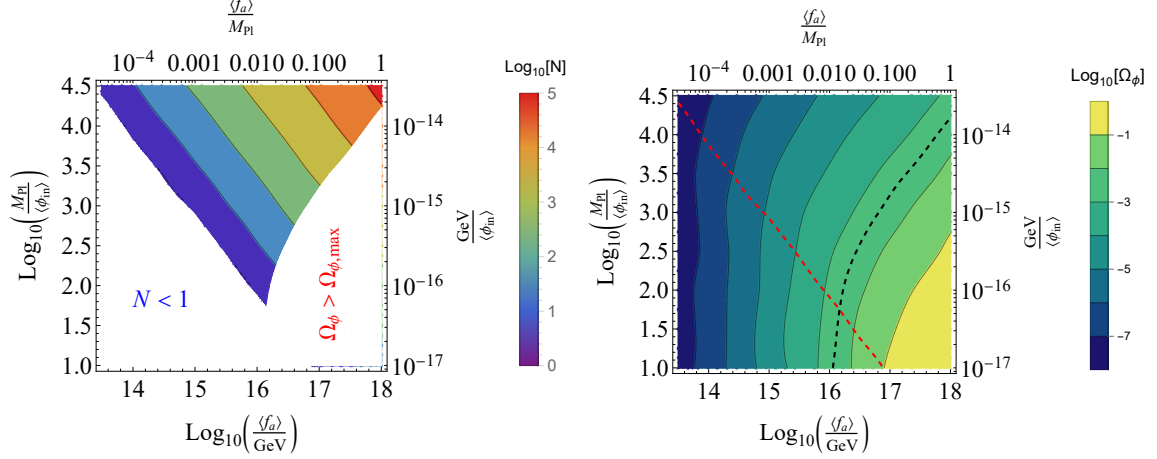 ⟨f_a⟩/M_Pl
10^−4 0.001 0.010 0.100 1
4.5
4.0
3.5
3.0
2.5
2.0
1.5
1.0
Log_10(M_Pl/⟨ϕ_in⟩)
10^−14
10^−15
10^−16
10^−17
GeV/⟨ϕ_in⟩
N < 1
Ω_ϕ > Ω_ϕ,max
14 15 16 17 18
Log_10(⟨f_a⟩/GeV)
Log_10[N]
5
4
3
2
1
0
⟨f_a⟩/M_Pl
10^−4 0.001 0.010 0.100 1
4.5
4.0
3.5
3.0
2.5
2.0
1.5
1.0
Log_10(M_Pl/⟨ϕ_in⟩)
10^−14
10^−15
10^−16
10^−17
GeV/⟨ϕ_in⟩
14 15 16 17 18
Log_10(⟨f_a⟩/GeV)
Log_10[Ω_ϕ]
−1
−3
−5
−7